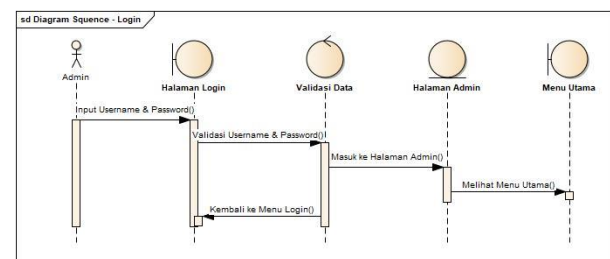 sd Diagram Squence - Login
Admin
Halaman Login
Validasi Data
Halaman Admin
Menu Utama
Input Username & Password()
Validasi Username & Password()
Masuk ke Halaman Admin()
Melihat Menu Utama()
Kembali ke Menu Login()